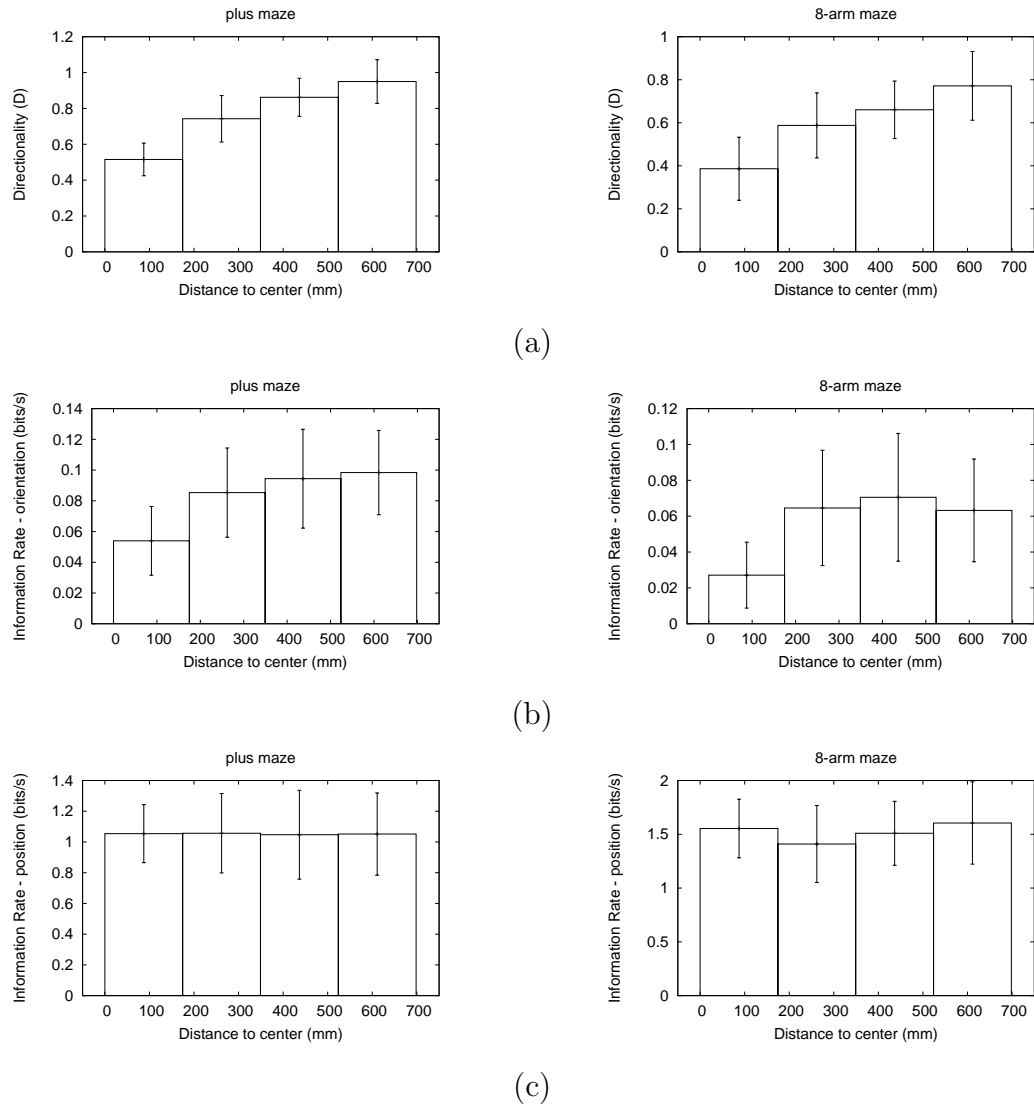 plus maze
Directionality (D)
1.2
1
0.8
0.6
0.4
0.2
0
0 100 200 300 400 500 600 700
Distance to center (mm)
8-arm maze
Directionality (D)
1
0.8
0.6
0.4
0.2
0
0 100 200 300 400 500 600 700
Distance to center (mm)
(a)
plus maze
Information Rate - orientation (bits/s)
0.14
0.12
0.1
0.08
0.06
0.04
0.02
0
0 100 200 300 400 500 600 700
Distance to center (mm)
8-arm maze
Information Rate - orientation (bits/s)
0.12
0.1
0.08
0.06
0.04
0.02
0
0 100 200 300 400 500 600 700
Distance to center (mm)
(b)
plus maze
Information Rate - position (bits/s)
1.4
1.2
1
0.8
0.6
0.4
0.2
0
0 100 200 300 400 500 600 700
Distance to center (mm)
8-arm maze
Information Rate - position (bits/s)
2
1.5
1
0.5
0
0 100 200 300 400 500 600 700
Distance to center (mm)
(c)